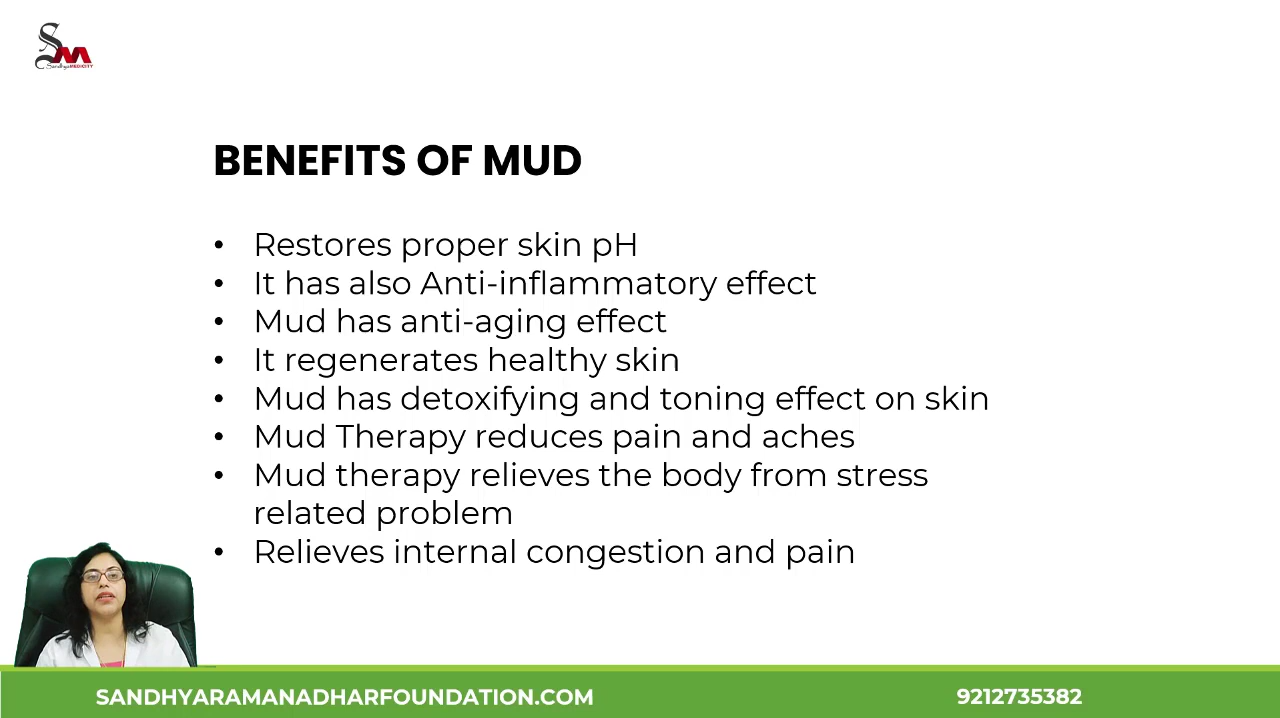 SM
SandhyaMEDICITY
BENEFITS OF MUD
• Restores proper skin pH
• It has also Anti-inflammatory effect
• Mud has anti-aging effect
• It regenerates healthy skin
• Mud has detoxifying and toning effect on skin
• Mud Therapy reduces pain and aches
• Mud therapy relieves the body from stress
related problem
• Relieves internal congestion and pain
SANDHYARAMANADHARFOUNDATION.COM
9212735382